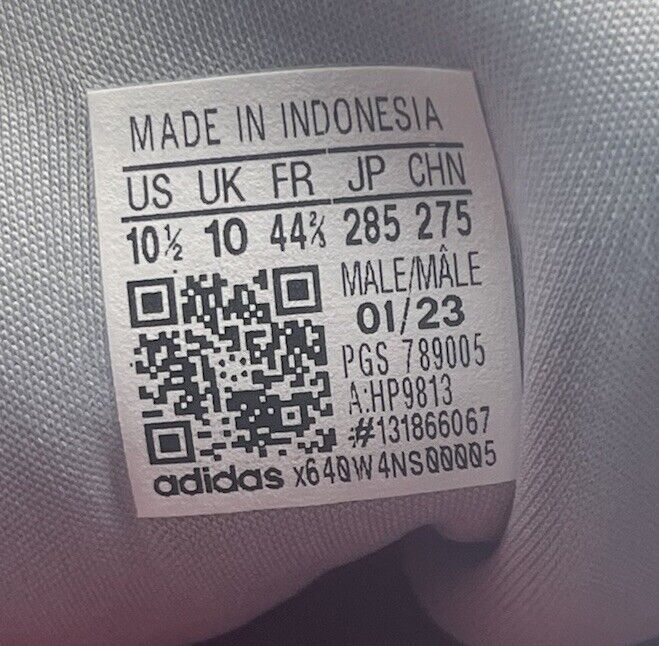 MADE IN INDONESIA
US UK FR JP CHN
10½ 10 44⅔ 285 275
MALE/MÂLE
01/23
PGS 789005
A:HP9813
#131866067
adidas x640W4NS00005